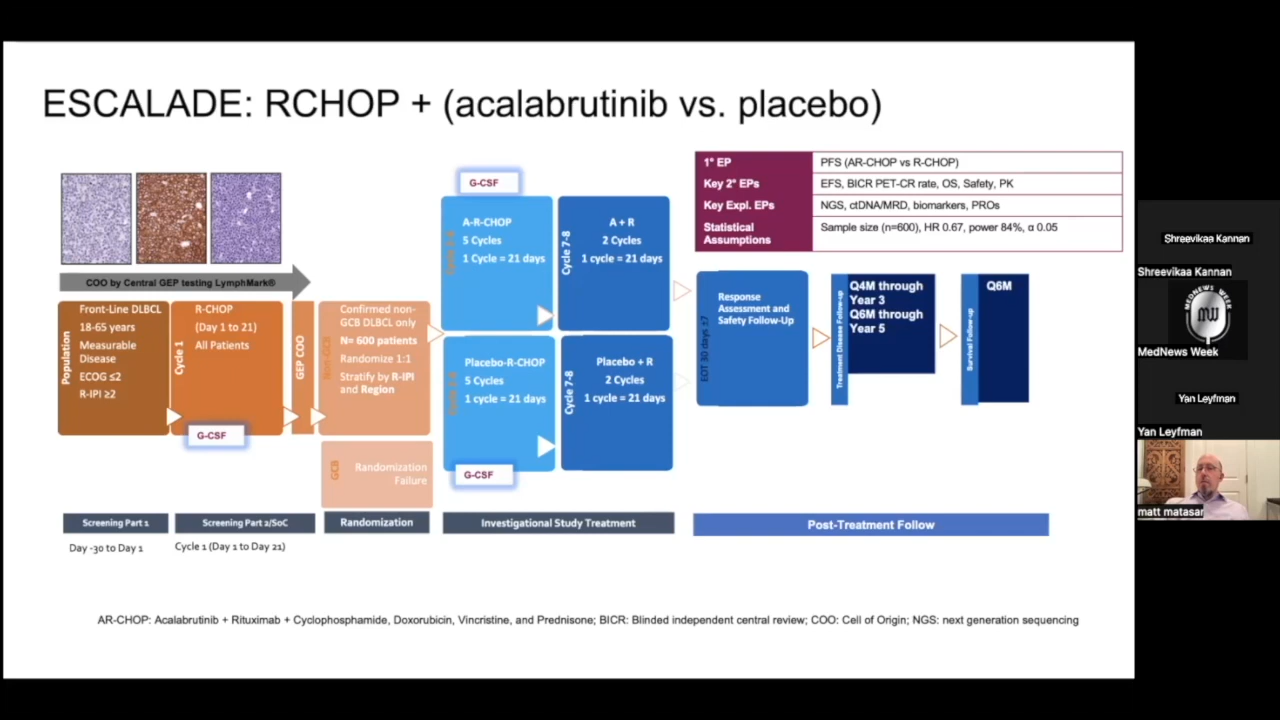 ESCALADE: RCHOP + (acalabrutinib vs. placebo)
COO by Central GEP testing LymphMark®
Population
Front-Line DLBCL
18-65 years
Measurable
Disease
ECOG ≤2
R-IPI ≥2
Cycle 1
R-CHOP
(Day 1 to 21)
All Patients
G-CSF
GEP COO
Confirmed non-
GCB DLBCL only
N= 600 patients
Randomize 1:1
Stratify by R-IPI
and Region
GCB
Randomization
Failure
G-CSF
A-R-CHOP
5 Cycles
1 Cycle = 21 days
Cycle 7-8
A + R
2 Cycles
1 cycle = 21 days
Placebo-R-CHOP
5 Cycles
1 cycle = 21 days
G-CSF
Cycle 7-8
Placebo + R
2 Cycles
1 cycle = 21 days
1° EP PFS (AR-CHOP vs R-CHOP)
Key 2° EPs EFS, BICR PET-CR rate, OS, Safety, PK
Key Expl. EPs NGS, ctDNA/MRD, biomarkers, PROs
Statistical
Assumptions
Sample size (n=600), HR 0.67, power 84%, α 0.05
EOT 30 days ±7
Response
Assessment and
Safety Follow-Up
Treatment Disease Follow-up
Q4M through
Year 3
Q6M through
Year 5
Survival Follow-up
Q6M
Screening Part 1
Screening Part 2/SoC
Randomization
Investigational Study Treatment
Post-Treatment Follow
Day -30 to Day 1
Cycle 1 (Day 1 to Day 21)
AR-CHOP: Acalabrutinib + Rituximab + Cyclophosphamide, Doxorubicin, Vincristine, and Prednisone; BICR: Blinded independent central review; COO: Cell of Origin; NGS: next generation sequencing
Shreevikaa Kannan
Shreevikaa Kannan
MEDNEWS WEEK
MW
MedNews Week
Yan Leyfman
Yan Leyfman
matt matasar